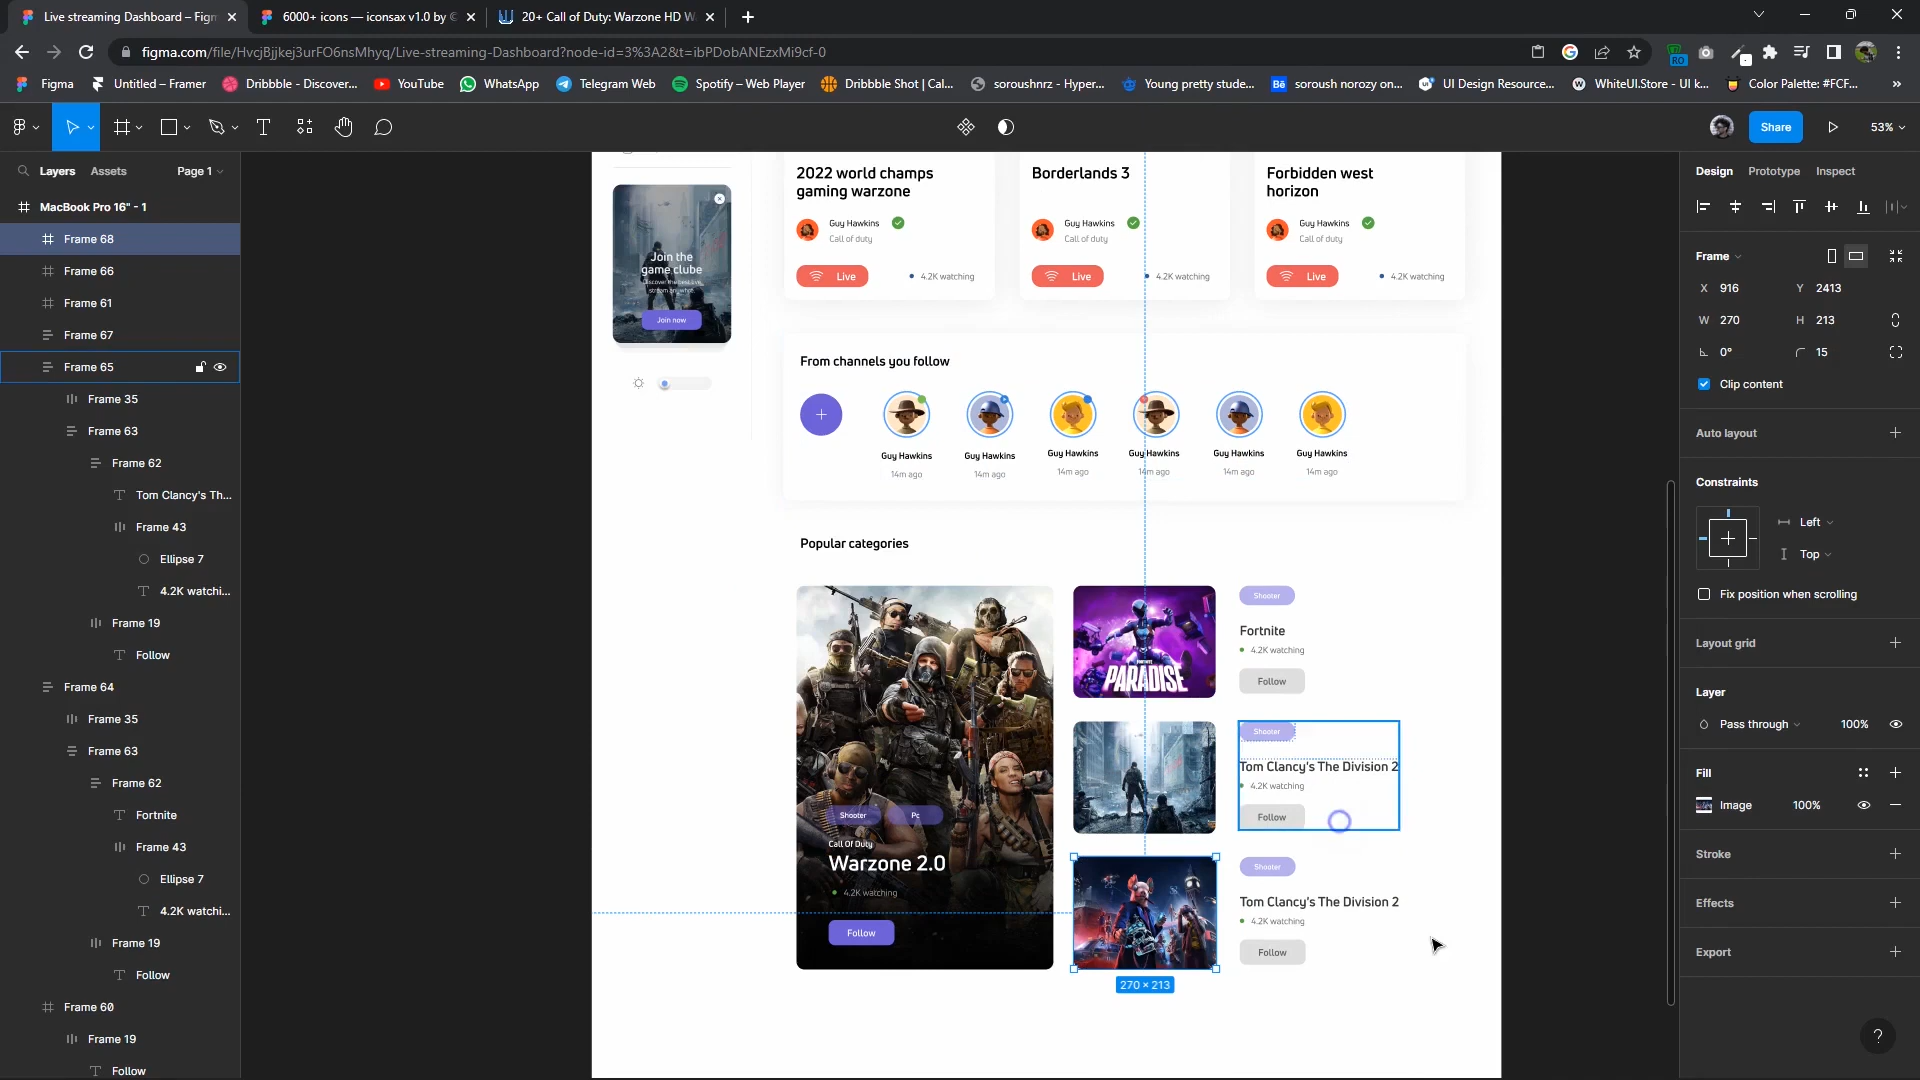 Live streaming Dashboard – Figm
6000+ icons — iconsax v1.0 by
20+ Call of Duty: Warzone HD W
figma.com/file/HvcjBjjkej3urFO6nsMhyq/Live-streaming-Dashboard?node-id=3%3A2&t=ibPDobANEzxMi9cf-0
RO
Figma
Untitled – Framer
Dribbble - Discover...
YouTube
WhatsApp
Telegram Web
Spotify – Web Player
Dribbble Shot | Cal...
soroushnrz - Hyper...
Young pretty stude...
Bē
soroush norozy on...
UI Design Resource...
WhiteUI.Store - UI k...
Color Palette: #FCF...
»
Share
53%
Layers
Assets
Page 1
MacBook Pro 16" - 1
Frame 68
Frame 66
Frame 61
Frame 67
Frame 65
Frame 35
Frame 63
Frame 62
Tom Clancy's Th...
Frame 43
Ellipse 7
4.2K watchi...
Frame 19
Follow
Frame 64
Frame 35
Frame 63
Frame 62
Fortnite
Frame 43
Ellipse 7
4.2K watchi...
Frame 19
Follow
Frame 60
Frame 19
Follow
Join the
game clube
Discover the best live
stream anywhre.
Join now
2022 world champs
gaming warzone
Guy Hawkins
Call of duty
Live
4.2K watching
Borderlands 3
Guy Hawkins
Call of duty
Live
4.2K watching
Forbidden west
horizon
Guy Hawkins
Call of duty
Live
4.2K watching
From channels you follow
Guy Hawkins
14m ago
Guy Hawkins
14m ago
Guy Hawkins
14m ago
Guy Hawkins
14m ago
Guy Hawkins
14m ago
Guy Hawkins
14m ago
Popular categories
Shooter
Pc
Call Of Duty
Warzone 2.0
4.2K watching
Follow
PARADISE
Shooter
Fortnite
4.2K watching
Follow
Shooter
Tom Clancy's The Division 2
4.2K watching
Follow
Shooter
Tom Clancy's The Division 2
4.2K watching
Follow
270 × 213
Design
Prototype
Inspect
Frame
X 916
Y 2413
W 270
H 213
0°
15
Clip content
Auto layout
Constraints
Left
Top
Fix position when scrolling
Layout grid
Layer
Pass through
100%
Fill
Image
100%
Stroke
Effects
Export
?